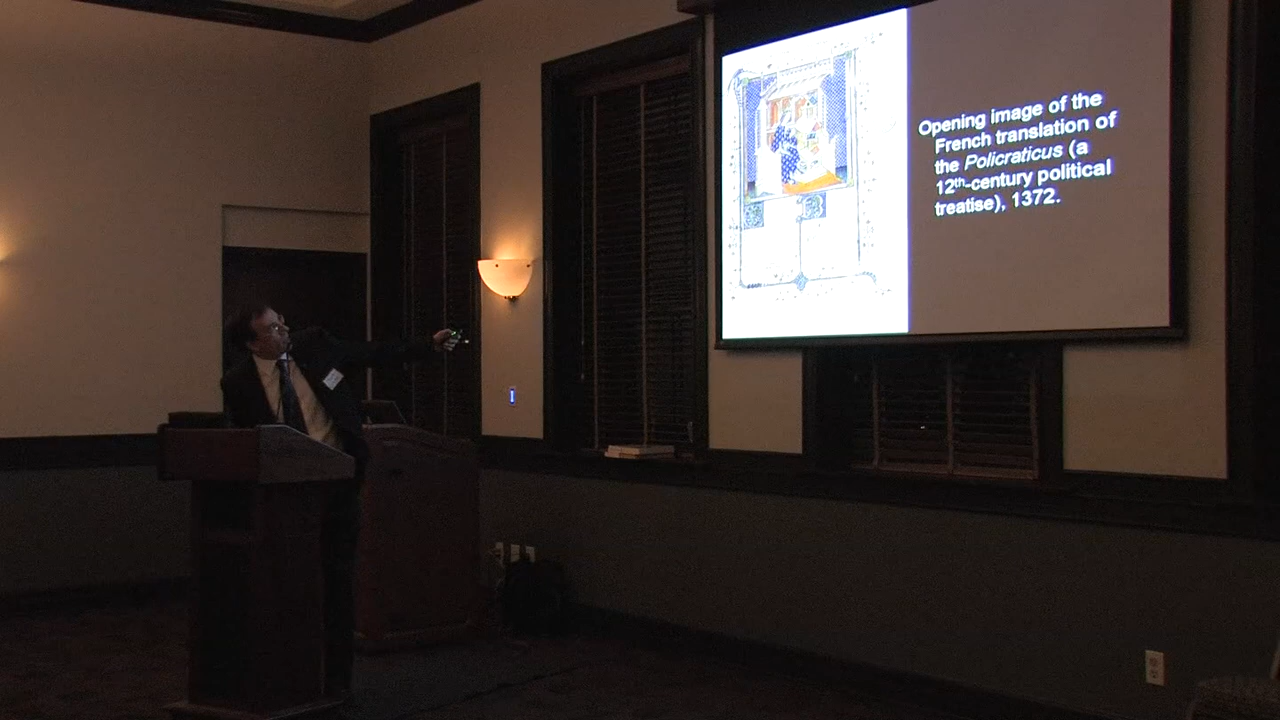 Opening image of the
French translation of
the Policraticus (a
12th-century political
treatise), 1372.